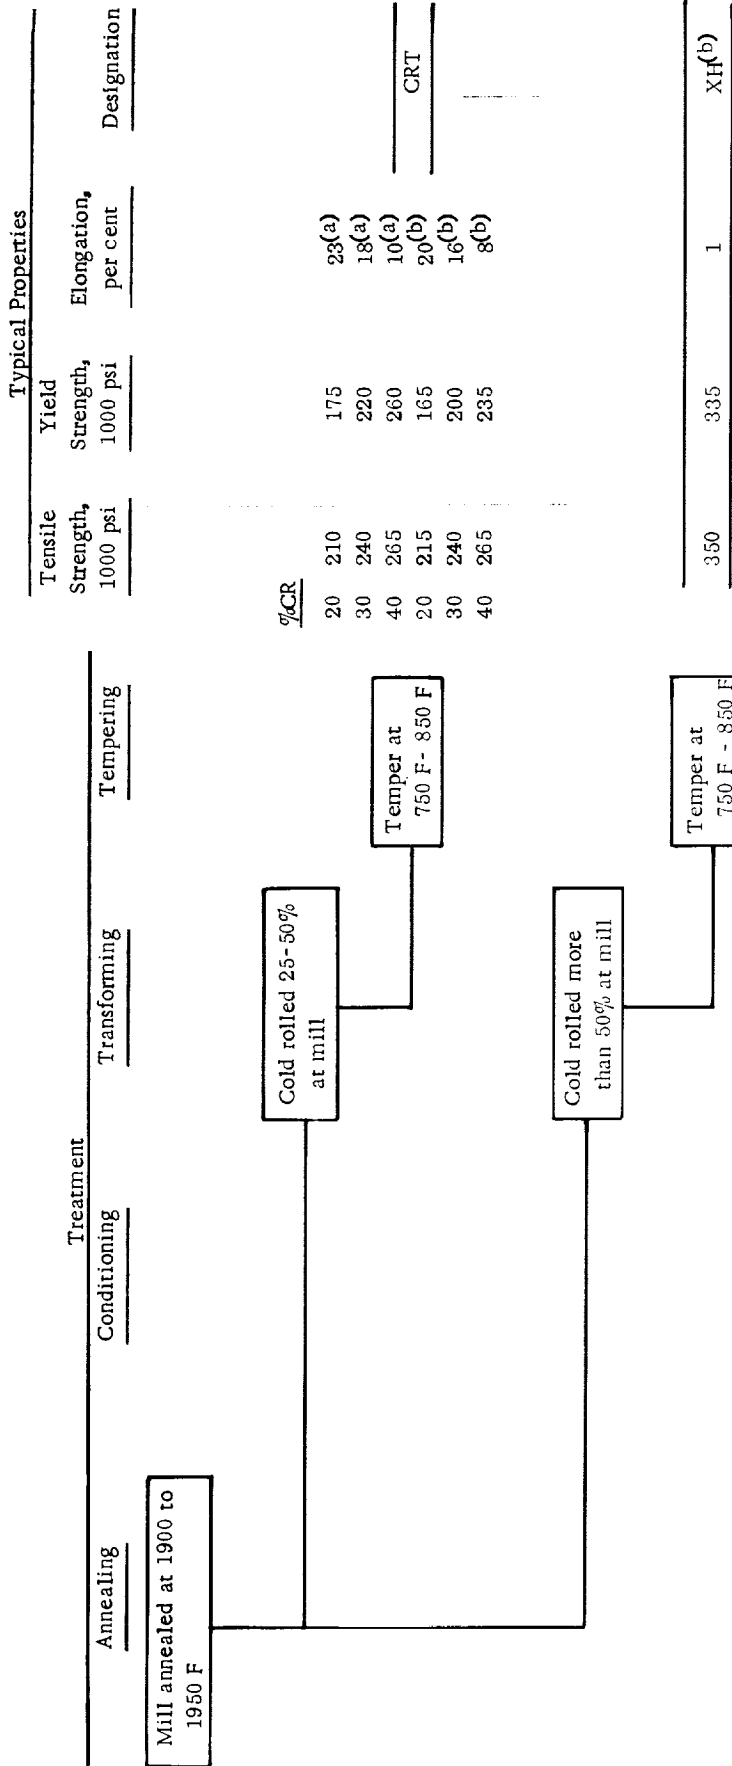 Treatment
Typical Properties
Annealing
Conditioning
Transforming
Tempering
Tensile
Strength,
1000 psi
Yield
Strength,
1000 psi
Elongation,
per cent
Designation
Mill annealed at 1900 to
1950 F
Cold rolled 25-50%
at mill
Temper at
750 F- 850 F
%CR
20 210 175 23(a)
30 240 220 18(a)
40 265 260 10(a)
20 215 165 20(b)
30 240 200 16(b)
40 265 235 8(b)
CRT
Cold rolled more
than 50% at mill
Temper at
750 F - 850 F
350 335 1 XH(b)